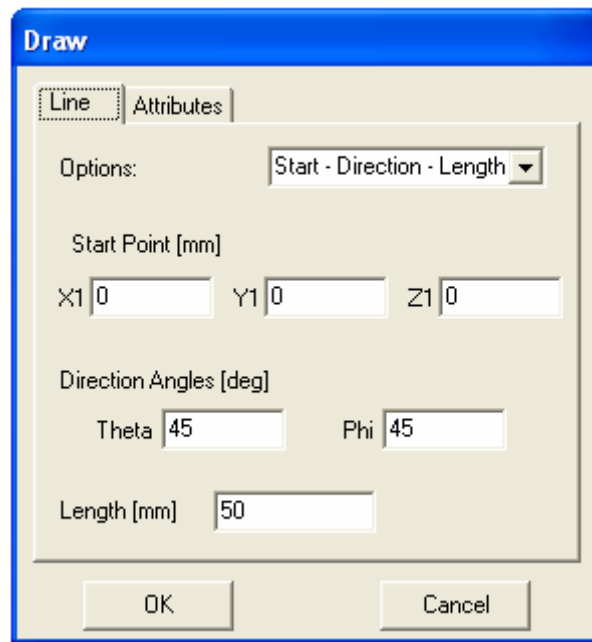 Draw
Line Attributes
Options: Start - Direction - Length
Start Point [mm]
X1 0 Y1 0 Z1 0
Direction Angles [deg]
Theta 45 Phi 45
Length [mm] 50
OK Cancel